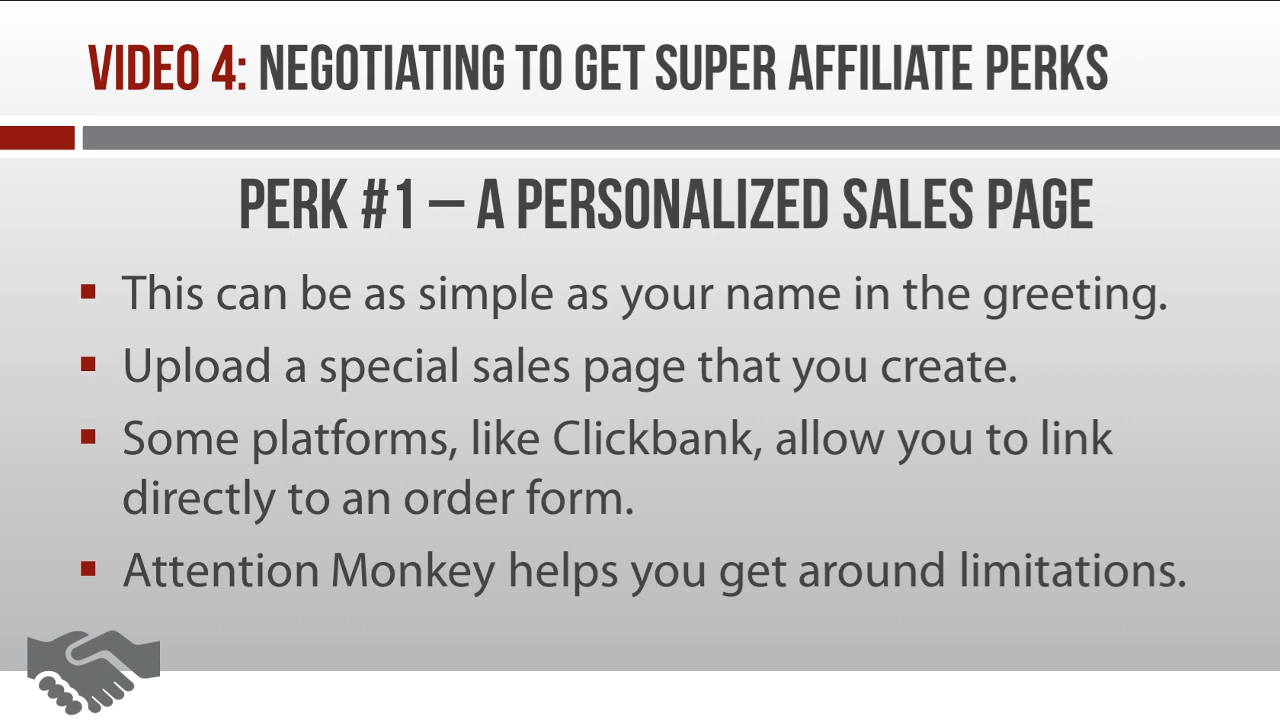 VIDEO 4: NEGOTIATING TO GET SUPER AFFILIATE PERKS
PERK #1 – A PERSONALIZED SALES PAGE
This can be as simple as your name in the greeting.
Upload a special sales page that you create.
Some platforms, like Clickbank, allow you to link
directly to an order form.
Attention Monkey helps you get around limitations.